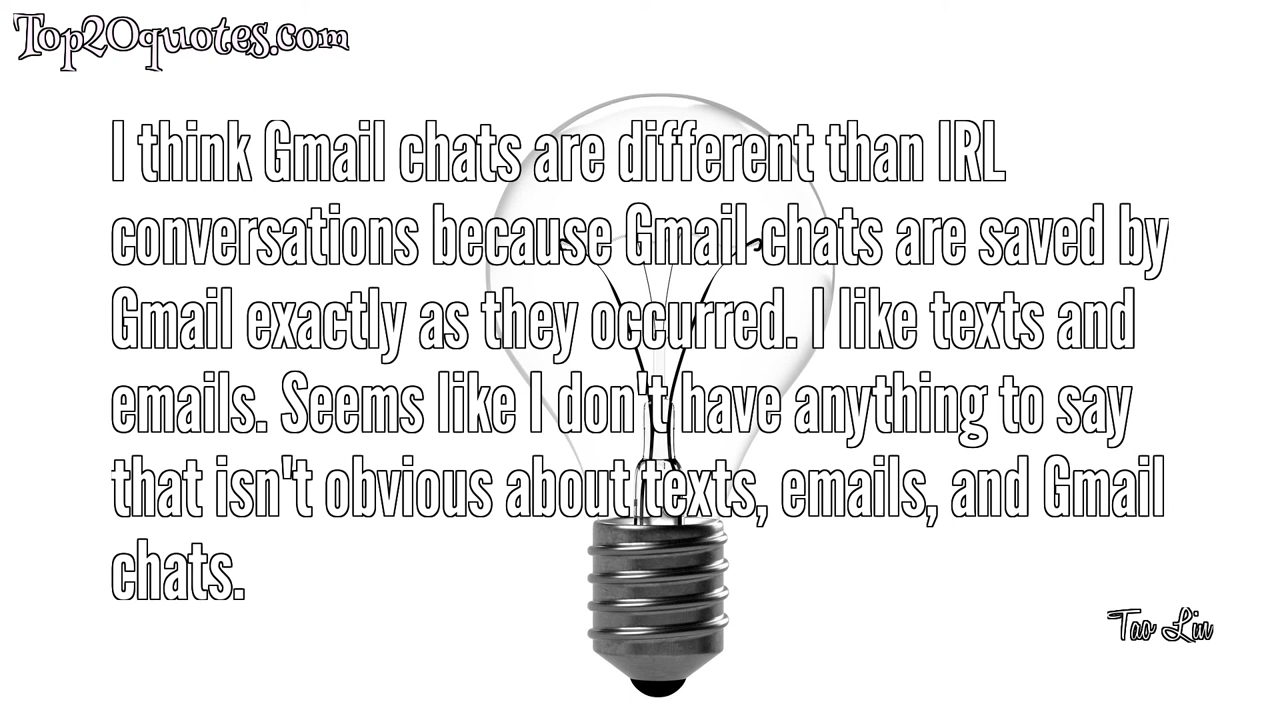 Top20quotes.com
I think Gmail chats are different than IRL
conversations because Gmail chats are saved by
Gmail exactly as they occurred. I like texts and
emails. Seems like I don't have anything to say
that isn't obvious about texts, emails, and Gmail
chats.
Tao Lin